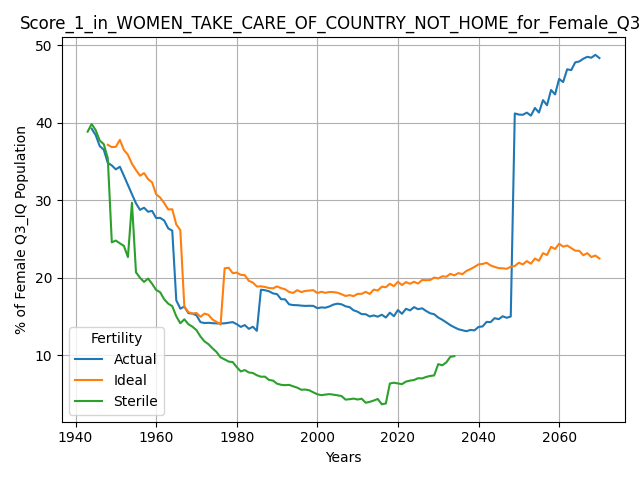 Score_1_in_WOMEN_TAKE_CARE_OF_COUNTRY_NOT_HOME_for_Female_Q3
% of Female Q3_IQ Population
50
40
30
20
10
Fertility
Actual
Ideal
Sterile
1940 1960 1980 2000 2020 2040 2060
Years